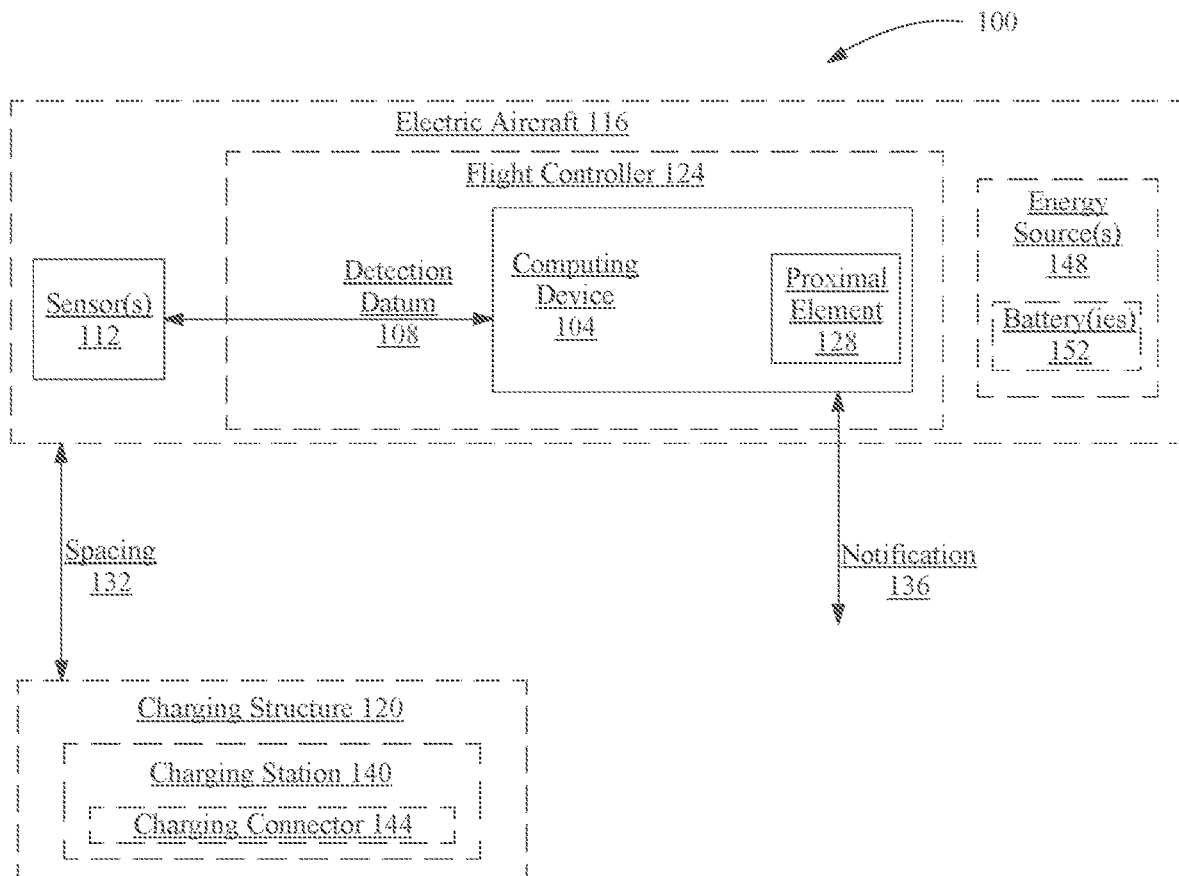 100
Electric Aircraft 116
Flight Controller 124
Energy
Source(s)
148
Battery(ies)
152
Sensor(s)
112
Detection
Datum
108
Computing
Device
104
Proximal
Element
128
Spacing
132
Notification
136
Charging Structure 120
Charging Station 140
Charging Connector 144